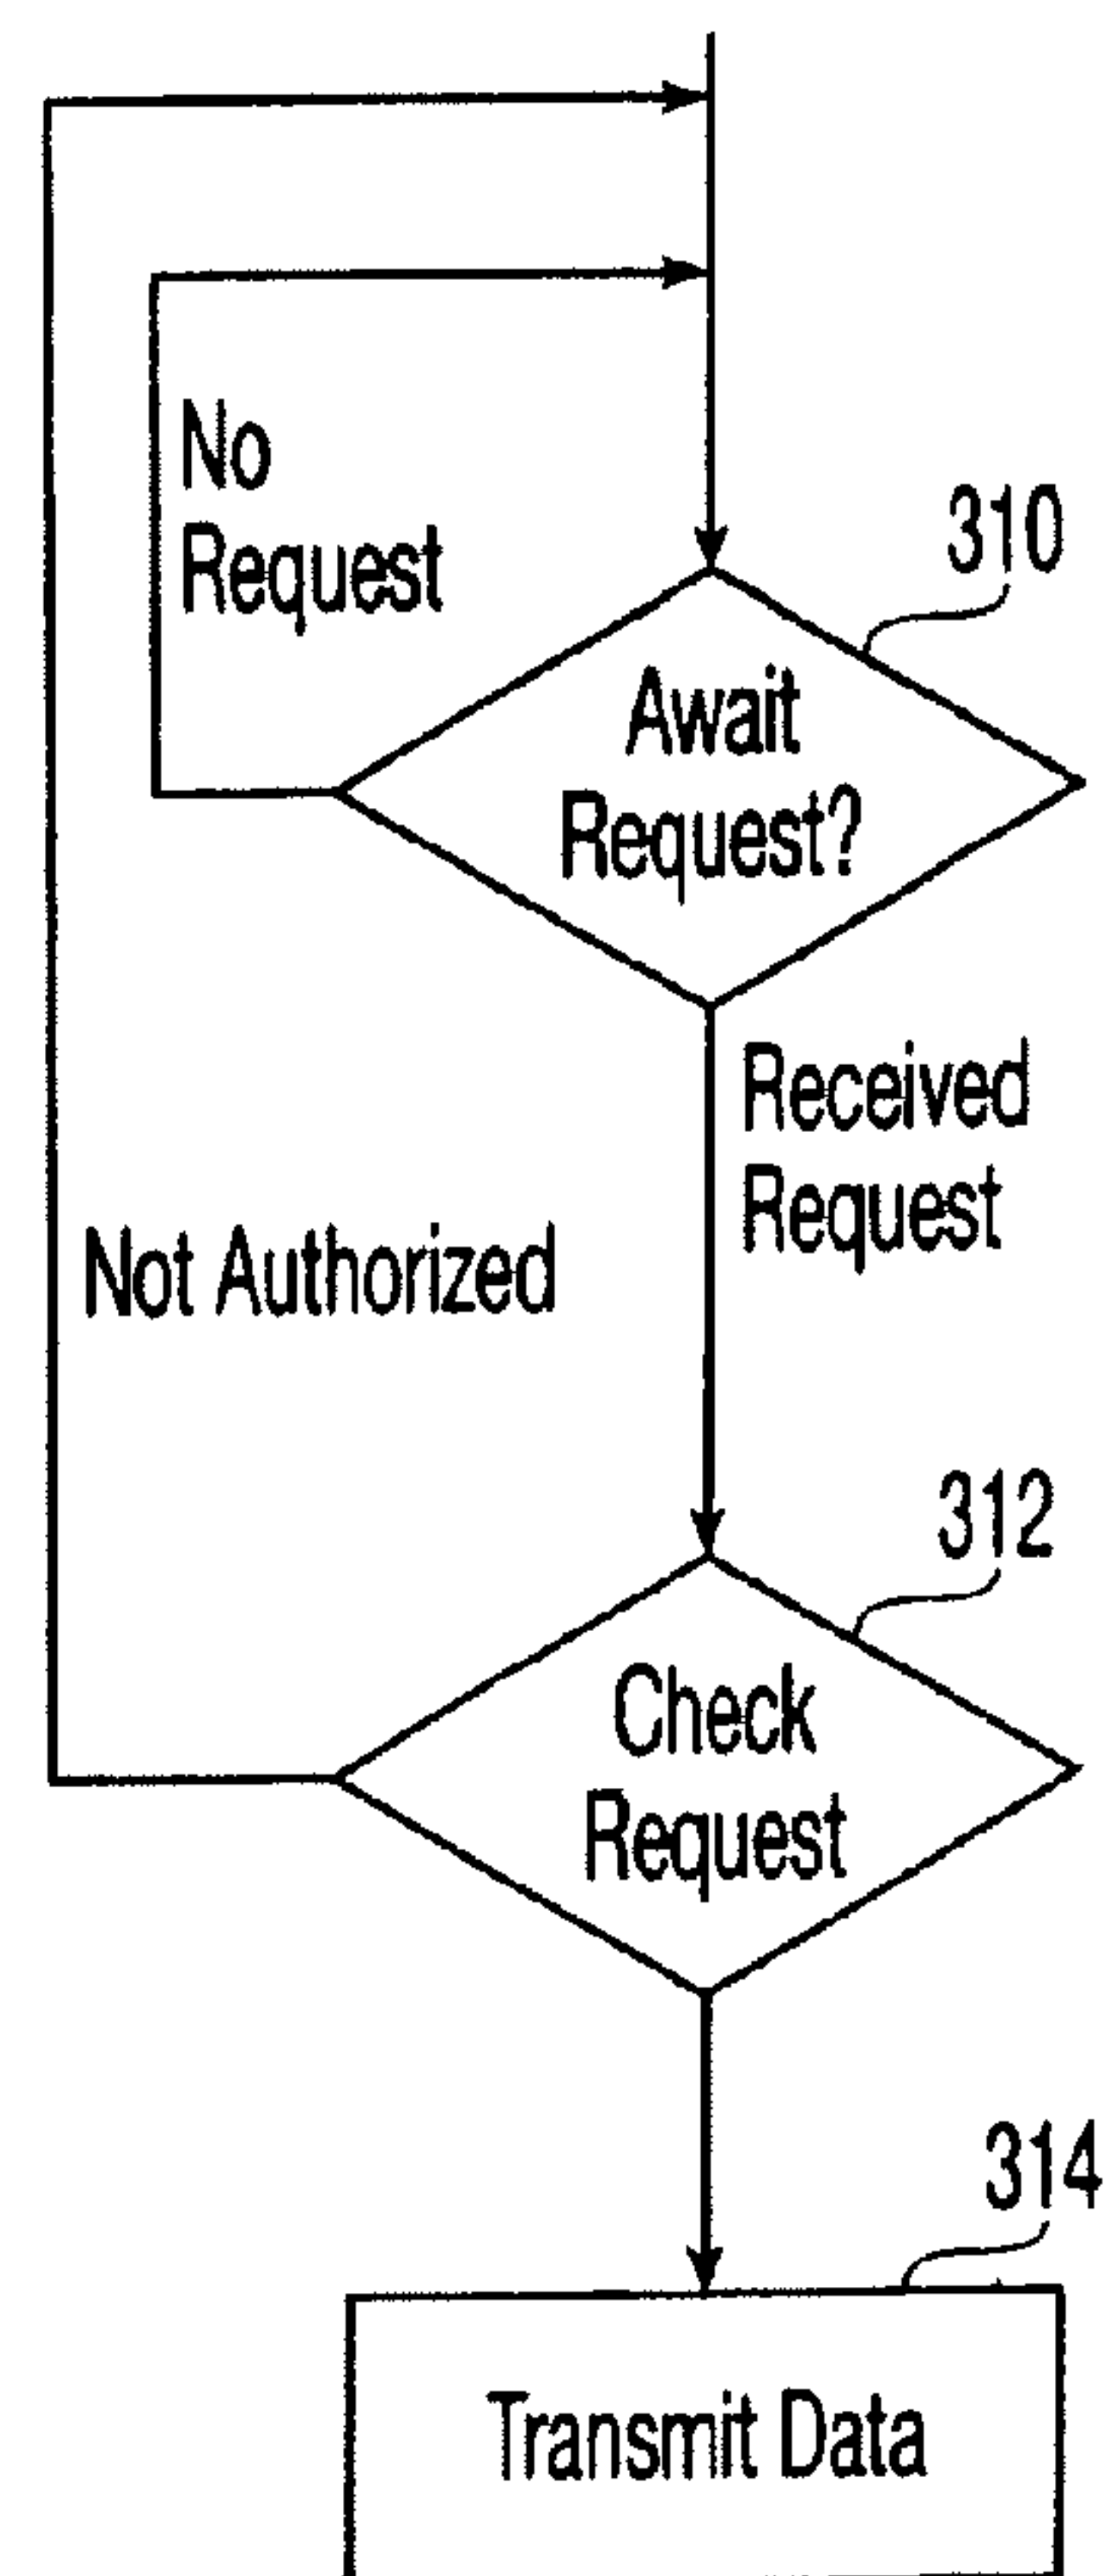 No
Request
310
Await
Request?
Received
Request
Not Authorized
312
Check
Request
314
Transmit Data